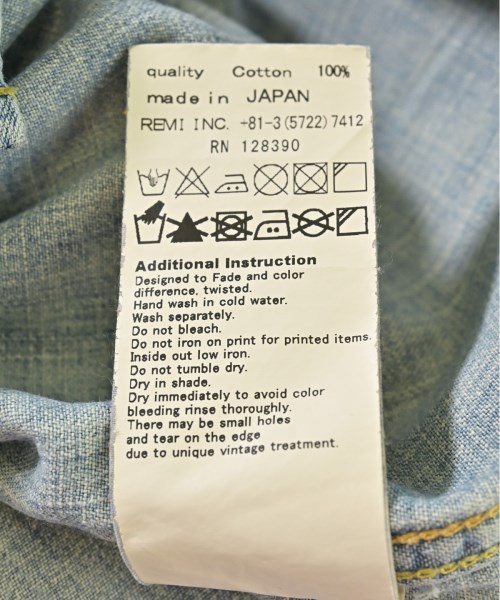 quality Cotton 100%
made in JAPAN
REMI INC. +81-3(5722)7412
RN 128390
Additional Instruction
Designed to Fade and color
difference, twisted.
Hand wash in cold water.
Wash separately.
Do not bleach.
Do not iron on print for printed items.
Inside out low iron.
Do not tumble dry.
Dry in shade.
Dry immediately to avoid color
bleeding rinse thoroughly.
There may be small holes
and tear on the edge
due to unique vintage treatment.